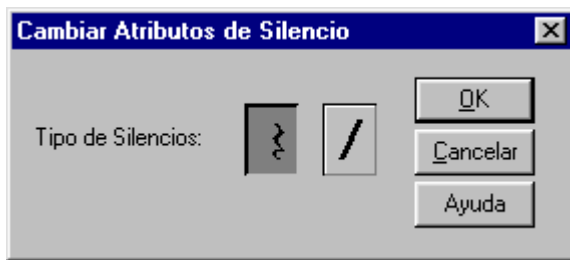 Cambiar Atributos de Silencio
OK
Tipo de Silencios:
Cancelar
Ayuda